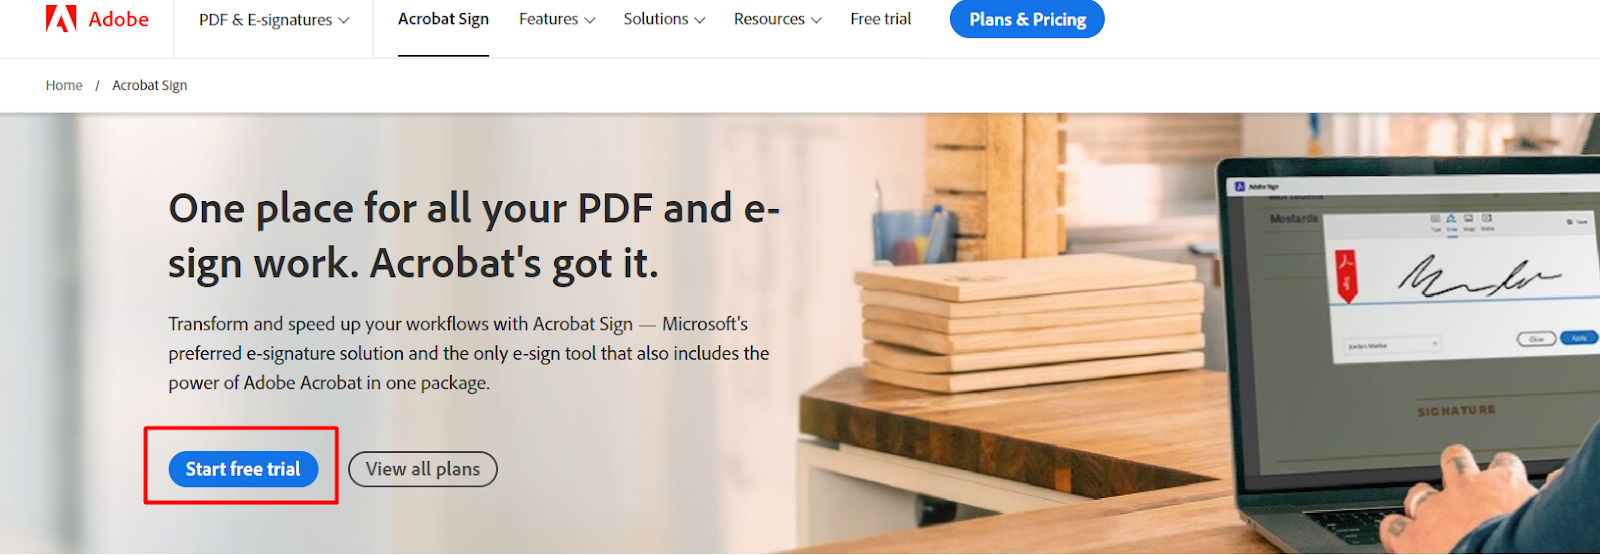 Adobe
PDF & E-signatures
Acrobat Sign
Features
Solutions
Resources
Free trial
Plans & Pricing
Home / Acrobat Sign
One place for all your PDF and e-
sign work. Acrobat's got it.
Transform and speed up your workflows with Acrobat Sign — Microsoft's
preferred e-signature solution and the only e-sign tool that also includes the
power of Adobe Acrobat in one package.
Start free trial
View all plans
Adobe Sign
Mostarda
Close
Apply
SIGNATURE